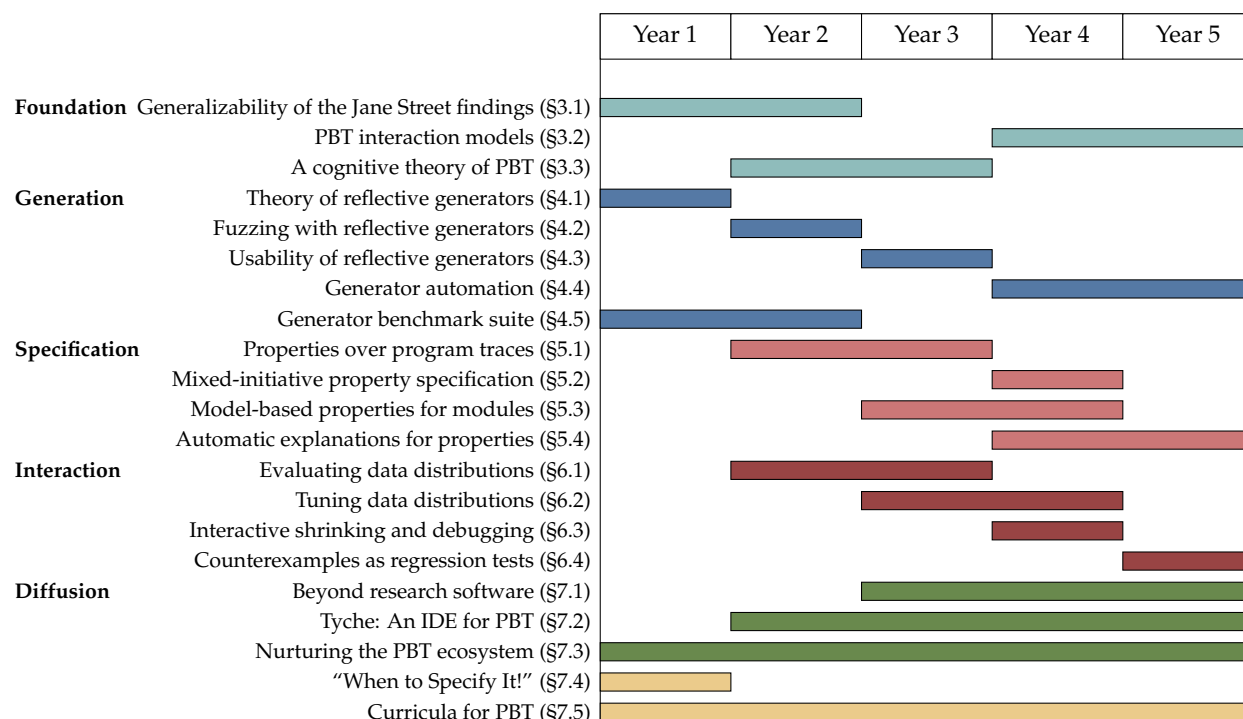 Year 1 Year 2 Year 3 Year 4 Year 5
Foundation Generalizability of the Jane Street findings (§3.1)
PBT interaction models (§3.2)
A cognitive theory of PBT (§3.3)
Generation Theory of reflective generators (§4.1)
Fuzzing with reflective generators (§4.2)
Usability of reflective generators (§4.3)
Generator automation (§4.4)
Generator benchmark suite (§4.5)
Specification Properties over program traces (§5.1)
Mixed-initiative property specification (§5.2)
Model-based properties for modules (§5.3)
Automatic explanations for properties (§5.4)
Interaction Evaluating data distributions (§6.1)
Tuning data distributions (§6.2)
Interactive shrinking and debugging (§6.3)
Counterexamples as regression tests (§6.4)
Diffusion Beyond research software (§7.1)
Tyche: An IDE for PBT (§7.2)
Nurturing the PBT ecosystem (§7.3)
“When to Specify It!” (§7.4)
Curricula for PBT (§7.5)